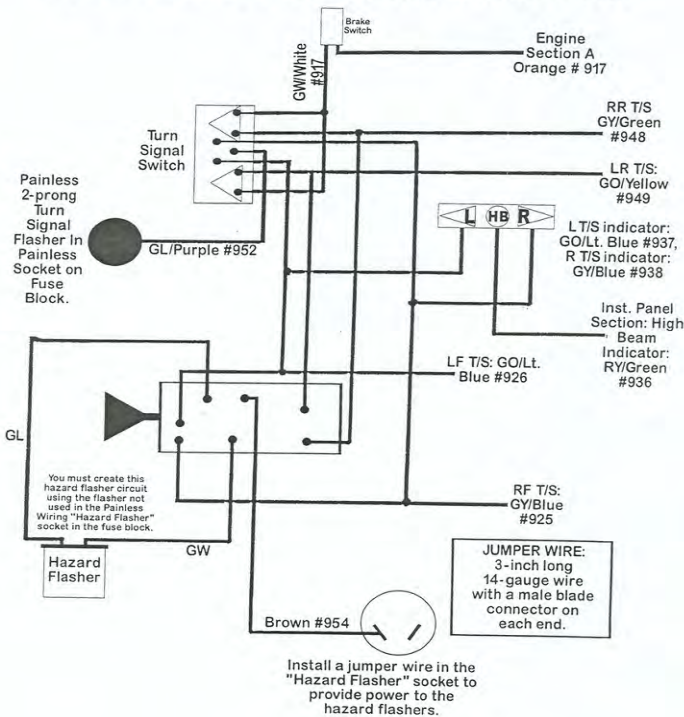 Brake
Switch
GW/White
#917
Engine
Section A
Orange # 917
RR T/S
GY/Green
#948
Turn
Signal
Switch
LR T/S:
GO/Yellow
#949
Painless
2-prong
Turn
Signal
Flasher In
Painless
Socket on
Fuse
Block.
GL/Purple #952
L HB R
L T/S indicator:
GO/Lt. Blue #937,
R T/S indicator:
GY/Blue #938
Inst. Panel
Section: High
Beam
Indicator:
RY/Green
#936
LF T/S: GO/Lt.
Blue #926
GL
You must create this
hazard flasher circuit
using the flasher not
used in the Painless
Wiring "Hazard Flasher"
socket in the fuse block.
RF T/S:
GY/Blue
#925
GW
Hazard
Flasher
JUMPER WIRE:
3-inch long
14-gauge wire
with a male blade
connector on
each end.
Brown #954
Install a jumper wire in the
"Hazard Flasher" socket to
provide power to the
hazard flashers.